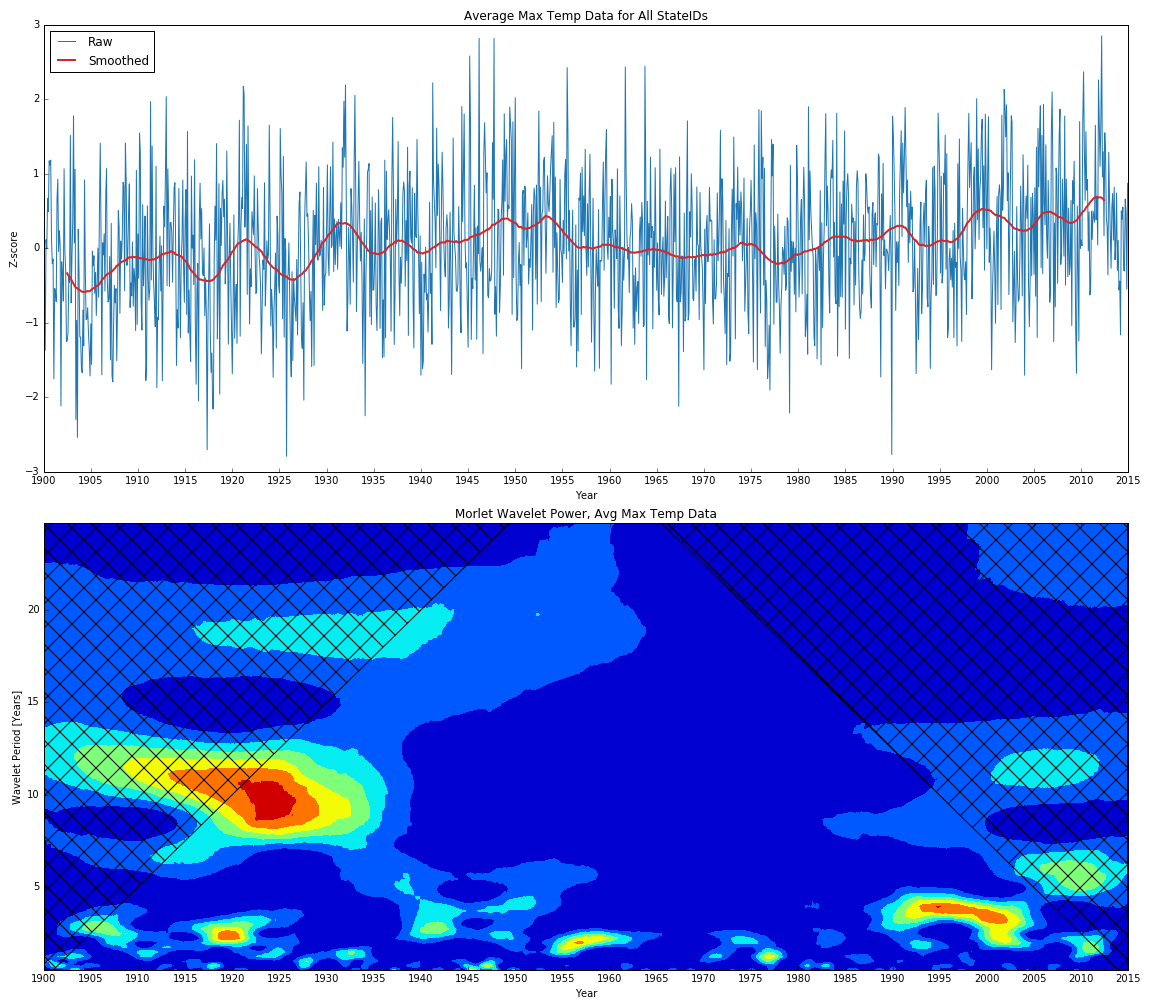 Average Max Temp Data for All StateIDs
Raw
Smoothed
3
2
1
0
−1
−2
−3
Z-score
1900 1905 1910 1915 1920 1925 1930 1935 1940 1945 1950 1955 1960 1965 1970 1975 1980 1985 1990 1995 2000 2005 2010 2015
Year
Morlet Wavelet Power, Avg Max Temp Data
20
15
10
5
Wavelet Period [Years]
1900 1905 1910 1915 1920 1925 1930 1935 1940 1945 1950 1955 1960 1965 1970 1975 1980 1985 1990 1995 2000 2005 2010 2015
Year